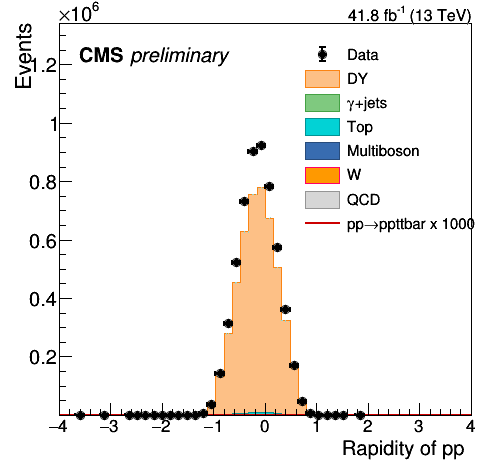 ×10⁶
41.8 fb⁻¹ (13 TeV)
Events
CMS preliminary
Data
DY
γ+jets
Top
Multiboson
W
QCD
pp→ppttbar x 1000
1.2
1
0.8
0.6
0.4
0.2
−4 −3 −2 −1 0 1 2 3 4
Rapidity of pp